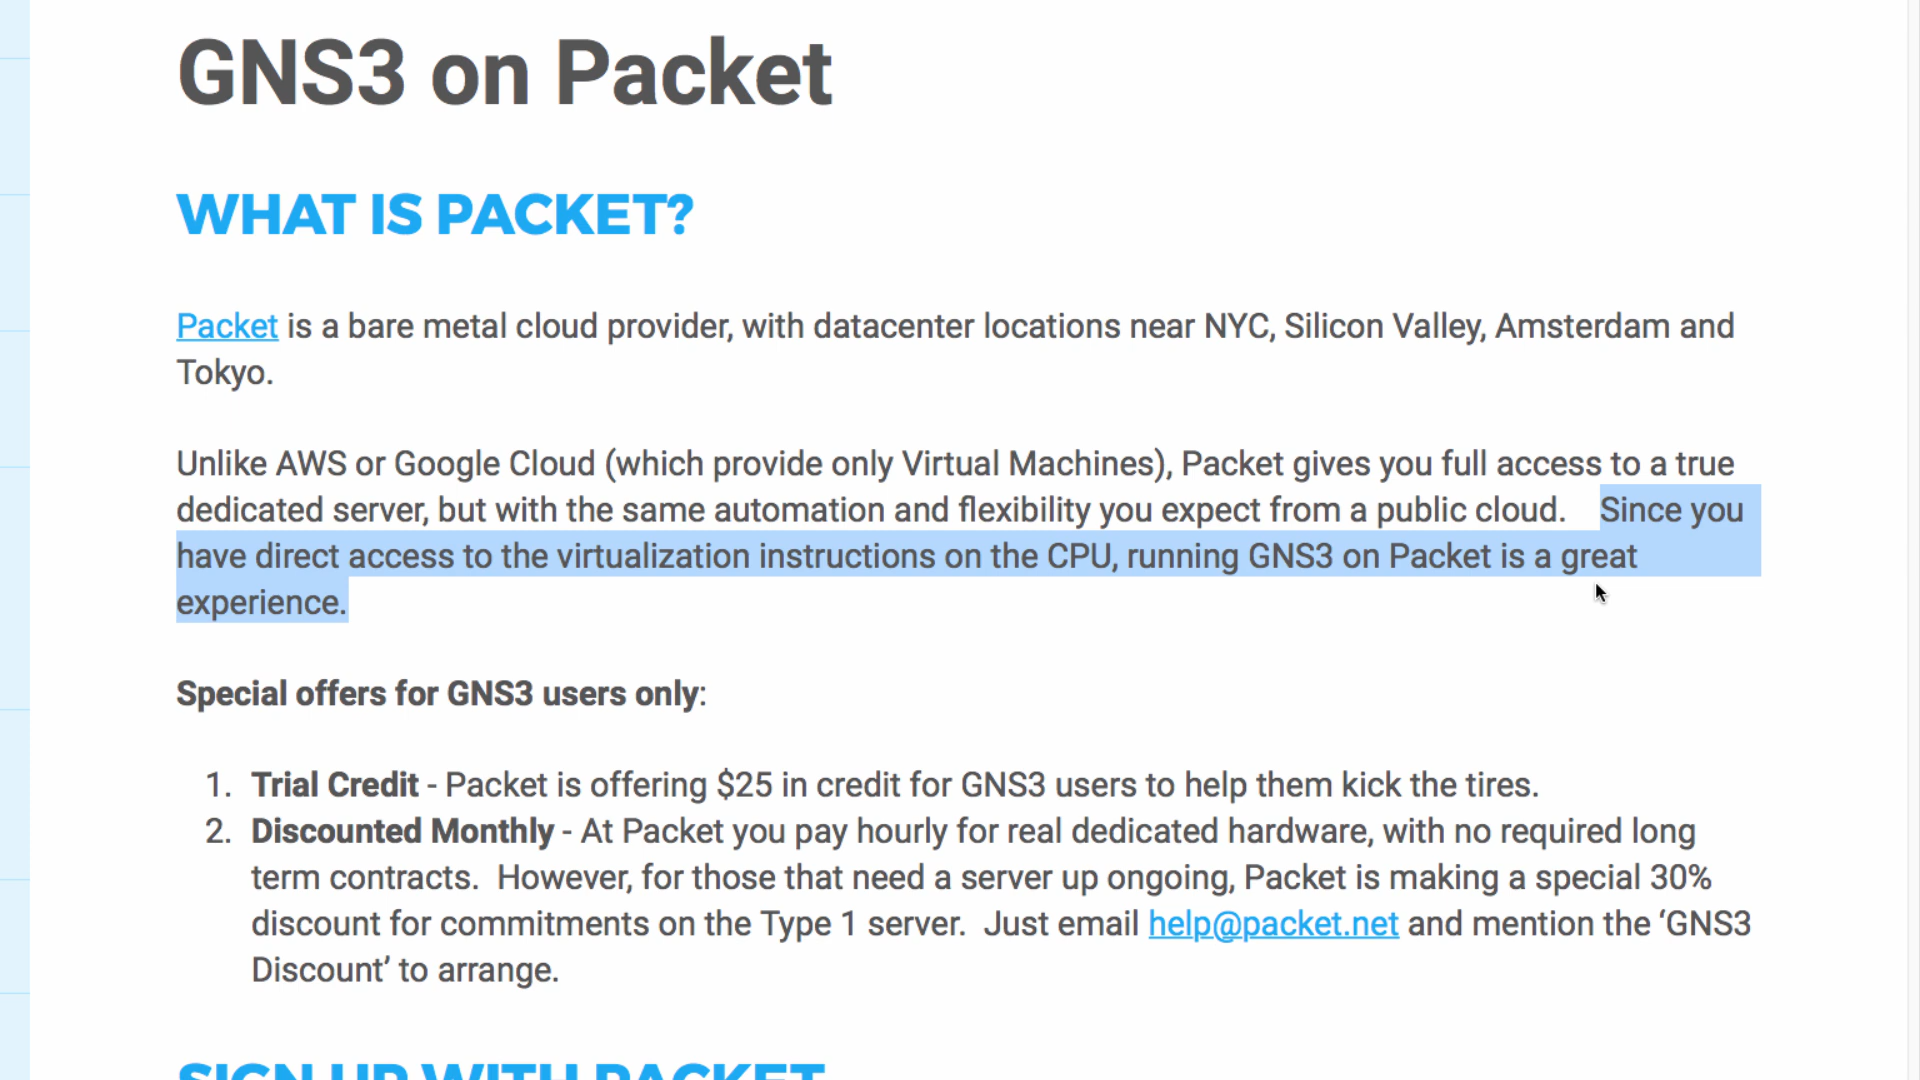 GNS3 on Packet
WHAT IS PACKET?
Packet is a bare metal cloud provider, with datacenter locations near NYC, Silicon Valley, Amsterdam and
Tokyo.
Unlike AWS or Google Cloud (which provide only Virtual Machines), Packet gives you full access to a true
dedicated server, but with the same automation and flexibility you expect from a public cloud. Since you
have direct access to the virtualization instructions on the CPU, running GNS3 on Packet is a great
experience.
Special offers for GNS3 users only:
1. Trial Credit - Packet is offering $25 in credit for GNS3 users to help them kick the tires.
2. Discounted Monthly - At Packet you pay hourly for real dedicated hardware, with no required long
term contracts. However, for those that need a server up ongoing, Packet is making a special 30%
discount for commitments on the Type 1 server. Just email help@packet.net and mention the ‘GNS3
Discount’ to arrange.
SIGN UP WITH PACKET